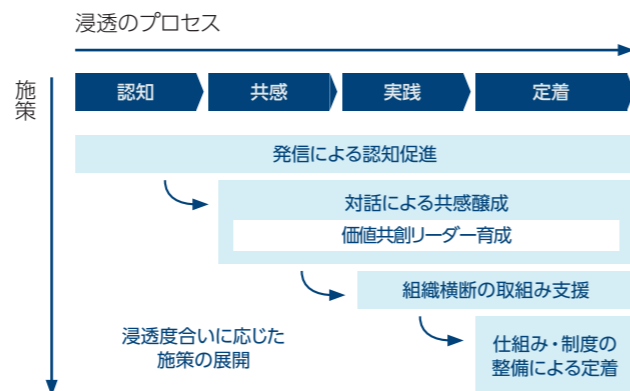 浸透のプロセス
施策
認知
共感
実践
定着
発信による認知促進
対話による共感醸成
価値共創リーダー育成
組織横断の取組み支援
浸透度合いに応じた
施策の展開
仕組み・制度の
整備による定着